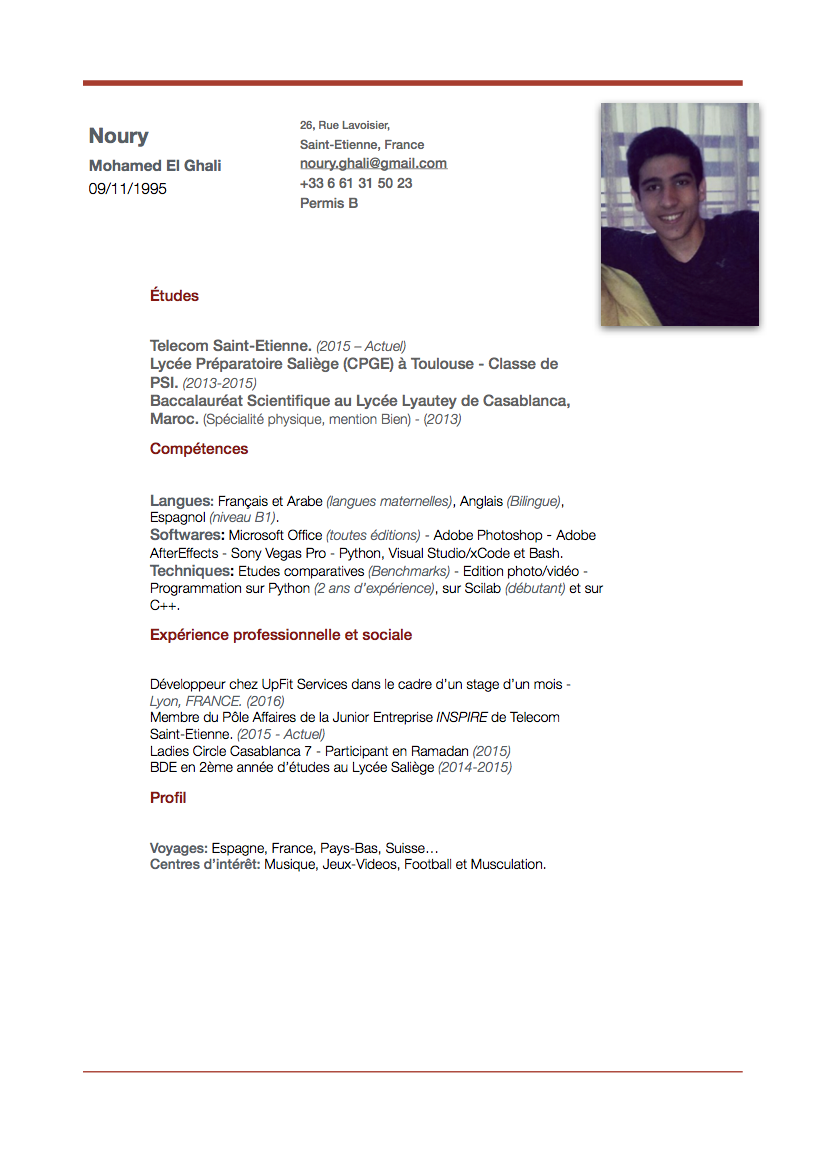 Noury
Mohamed El Ghali
09/11/1995
26, Rue Lavoisier,
Saint-Etienne, France
noury.ghali@gmail.com
+33 6 61 31 50 23
Permis B
Études
Telecom Saint-Etienne. (2015 – Actuel)
Lycée Préparatoire Saliège (CPGE) à Toulouse - Classe de
PSI. (2013-2015)
Baccalauréat Scientifique au Lycée Lyautey de Casablanca,
Maroc. (Spécialité physique, mention Bien) - (2013)
Compétences
Langues: Français et Arabe (langues maternelles), Anglais (Bilingue),
Espagnol (niveau B1).
Softwares: Microsoft Office (toutes éditions) - Adobe Photoshop - Adobe
AfterEffects - Sony Vegas Pro - Python, Visual Studio/xCode et Bash.
Techniques: Etudes comparatives (Benchmarks) - Edition photo/vidéo -
Programmation sur Python (2 ans d'expérience), sur Scilab (débutant) et sur
C++.
Expérience professionnelle et sociale
Développeur chez UpFit Services dans le cadre d'un stage d'un mois -
Lyon, FRANCE. (2016)
Membre du Pôle Affaires de la Junior Entreprise INSPIRE de Telecom
Saint-Etienne. (2015 - Actuel)
Ladies Circle Casablanca 7 - Participant en Ramadan (2015)
BDE en 2ème année d'études au Lycée Saliège (2014-2015)
Profil
Voyages: Espagne, France, Pays-Bas, Suisse…
Centres d'intérêt: Musique, Jeux-Videos, Football et Musculation.